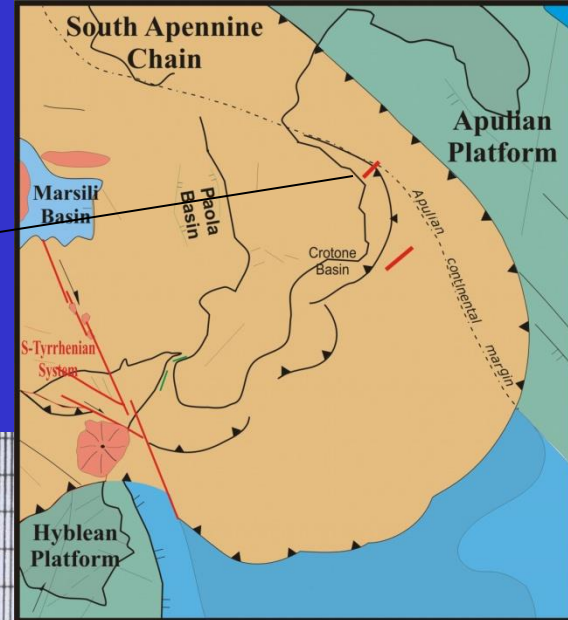 South Apennine
Chain
Apulian
Platform
Marsili
Basin
Paola
Basin
Crotone
Basin
Apulian
continental
margin
S-Tyrrhenian
System
Hyblean
Platform